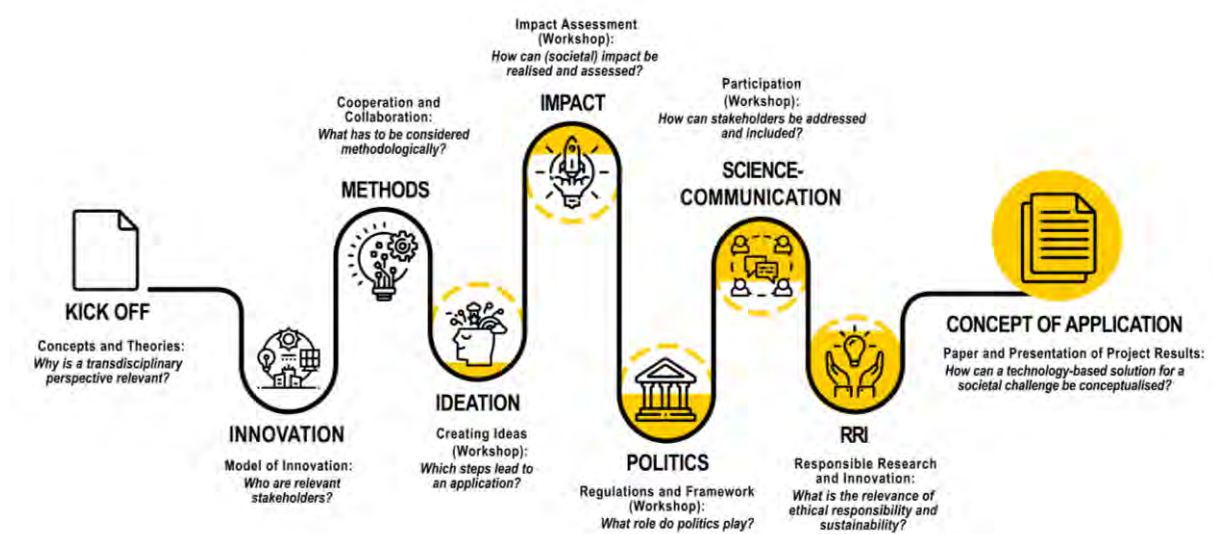 KICK OFF
Concepts and Theories:
Why is a transdisciplinary
perspective relevant?
INNOVATION
Model of Innovation:
Who are relevant
stakeholders?
Cooperation and
Collaboration:
What has to be considered
methodologically?
METHODS
IDEATION
Creating Ideas
(Workshop):
Which steps lead to
an application?
Impact Assessment
(Workshop):
How can (societal) impact be
realised and assessed?
IMPACT
POLITICS
Regulations and Framework
(Workshop):
What role do politics play?
Participation
(Workshop):
How can stakeholders be addressed
and included?
SCIENCE-
COMMUNICATION
RRI
Responsible Research
and Innovation:
What is the relevance of
ethical responsibility and
sustainability?
CONCEPT OF APPLICATION
Paper and Presentation of Project Results:
How can a technology-based solution for a
societal challenge be conceptualised?